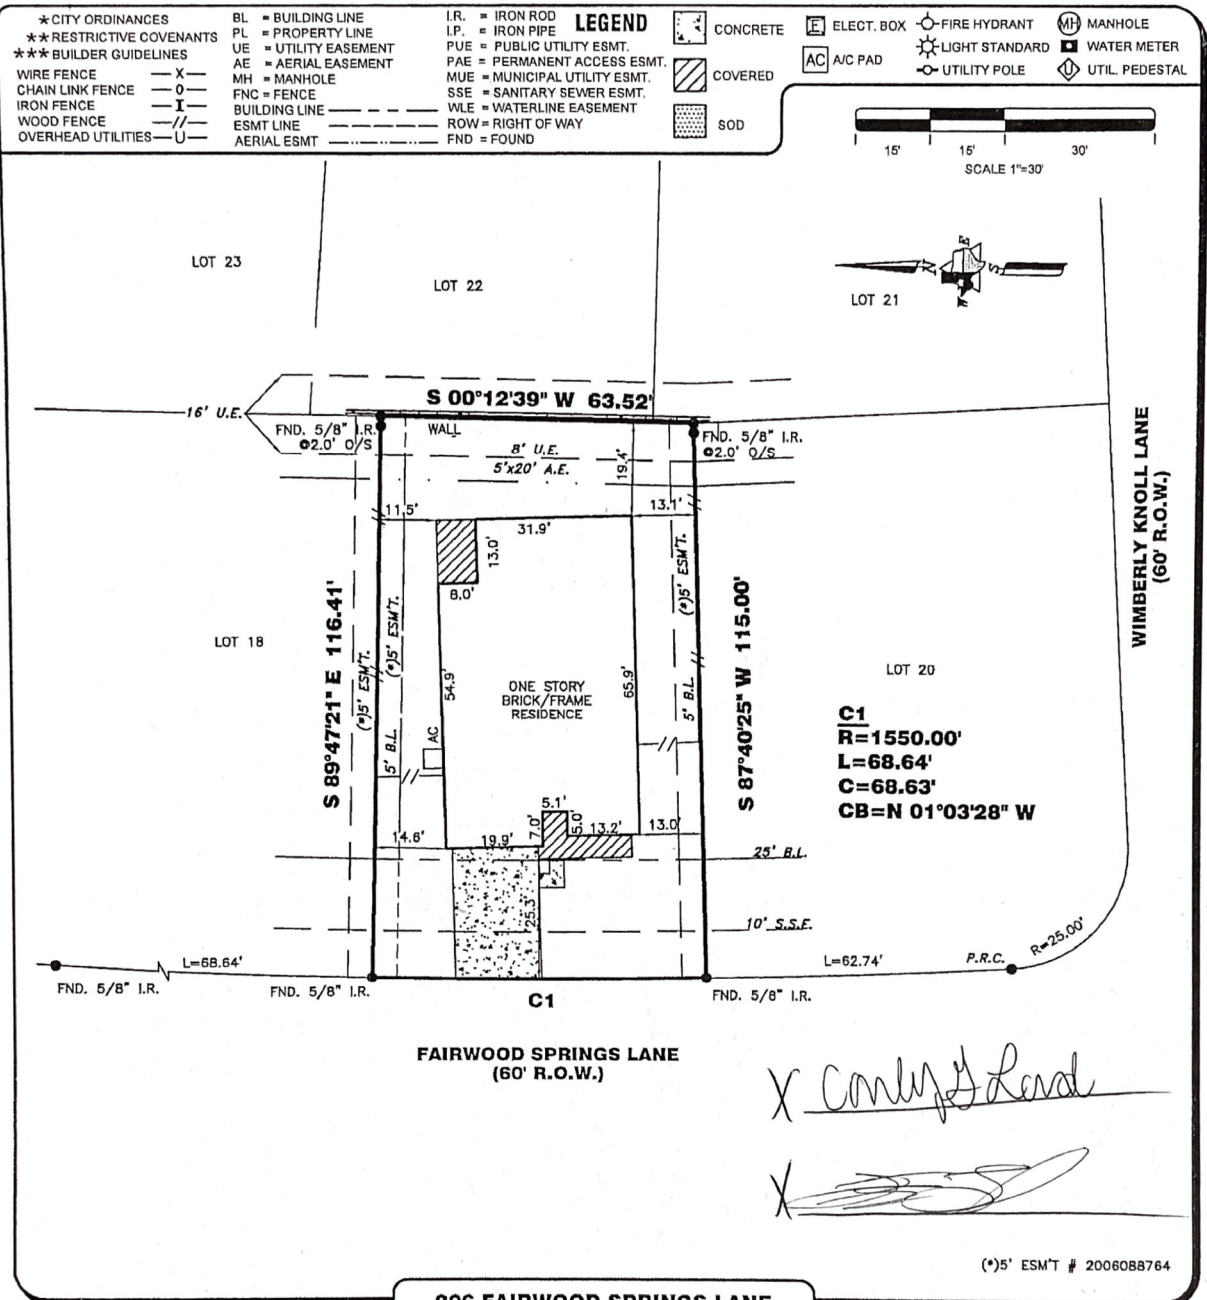 * CITY ORDINANCES
** RESTRICTIVE COVENANTS
*** BUILDER GUIDELINES
WIRE FENCE —X—
CHAIN LINK FENCE —O—
IRON FENCE —I—
WOOD FENCE —//—
OVERHEAD UTILITIES —U—
BL = BUILDING LINE
PL = PROPERTY LINE
UE = UTILITY EASEMENT
AE = AERIAL EASEMENT
MH = MANHOLE
FNC = FENCE
BUILDING LINE
ESMT LINE
AERIAL ESMT
I.R. = IRON ROD
I.P. = IRON PIPE
PUE = PUBLIC UTILITY ESMT.
PAE = PERMANENT ACCESS ESMT.
MUE = MUNICIPAL UTILITY ESMT.
SSE = SANITARY SEWER ESMT.
WLE = WATERLINE EASEMENT
ROW = RIGHT OF WAY
FND = FOUND
LEGEND
CONCRETE
COVERED
SOD
E ELECT. BOX
AC A/C PAD
FIRE HYDRANT
LIGHT STANDARD
UTILITY POLE
MH MANHOLE
WATER METER
U UTIL. PEDESTAL
15' 15' 30'
SCALE 1"=30'
LOT 23
LOT 22
LOT 21
N E S W
S 00°12'39" W 63.52'
16' U.E.
FND. 5/8" I.R.
@2.0' O/S
WALL
FND. 5/8" I.R.
@2.0' O/S
8' U.E.
5'x20' A.E.
19.4'
11.5'
13.1'
31.9'
13.0'
8.0'
WIMBERLY KNOLL LANE
(60' R.O.W.)
S 89°47'21" E 116.41'
(*)5' ESM'T.
(*)5' ESM'T.
5' B.L.
(*)5' ESM'T.
5' B.L.
S 87°40'25" W 115.00'
LOT 18
LOT 20
54.9'
65.9'
ONE STORY
BRICK/FRAME
RESIDENCE
AC
C1
R=1550.00'
L=68.64'
C=68.63'
CB=N 01°03'28" W
5.1'
7.0'
5.0'
13.2'
13.0'
14.6'
19.9'
25' B.L.
25.3'
10' S.S.E.
L=68.64'
L=62.74'
P.R.C.
R=25.00'
FND. 5/8" I.R.
FND. 5/8" I.R.
C1
FND. 5/8" I.R.
FAIRWOOD SPRINGS LANE
(60' R.O.W.)
X
X
(*)5' ESM'T # 2006088764
FAIRWOOD SPRINGS LANE